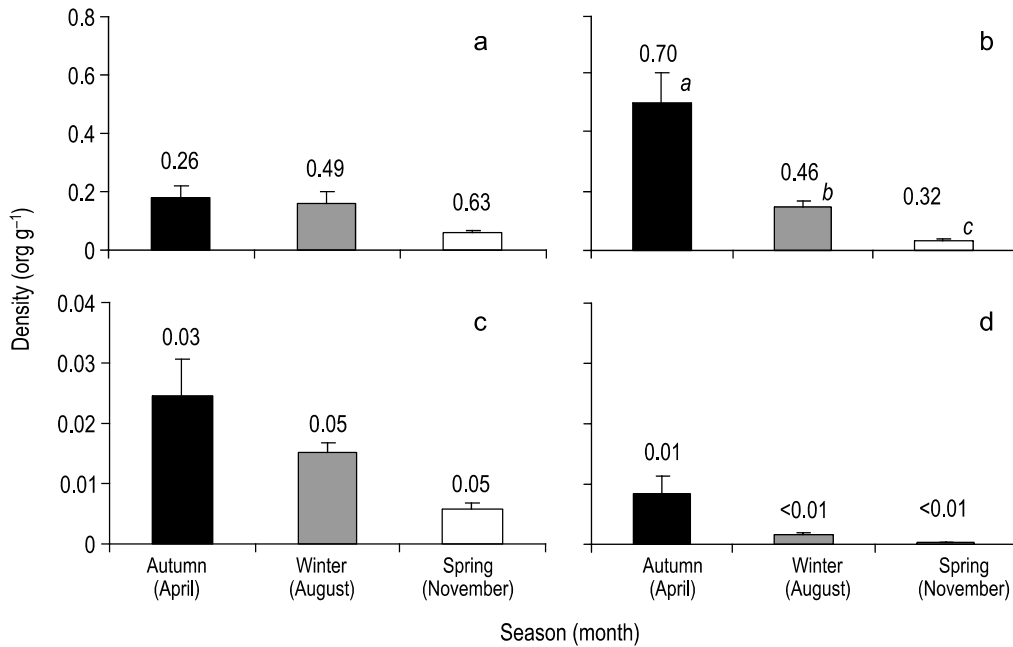 Density (org g⁻¹)
0.8
0.6
0.4
0.2
0
a
0.26
0.49
0.63
b
0.70
a
0.46
b
0.32
c
0.04
0.03
0.02
0.01
0
c
0.03
0.05
0.05
d
0.01
<0.01
<0.01
Autumn
(April)
Winter
(August)
Spring
(November)
Autumn
(April)
Winter
(August)
Spring
(November)
Season (month)